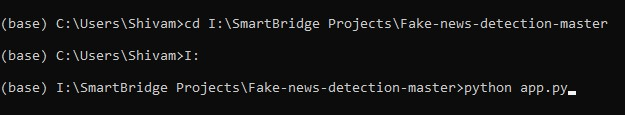 (base) C:\Users\Shivam>cd I:\SmartBridge Projects\Fake-news-detection-master
(base) C:\Users\Shivam>I:
(base) I:\SmartBridge Projects\Fake-news-detection-master>python app.py